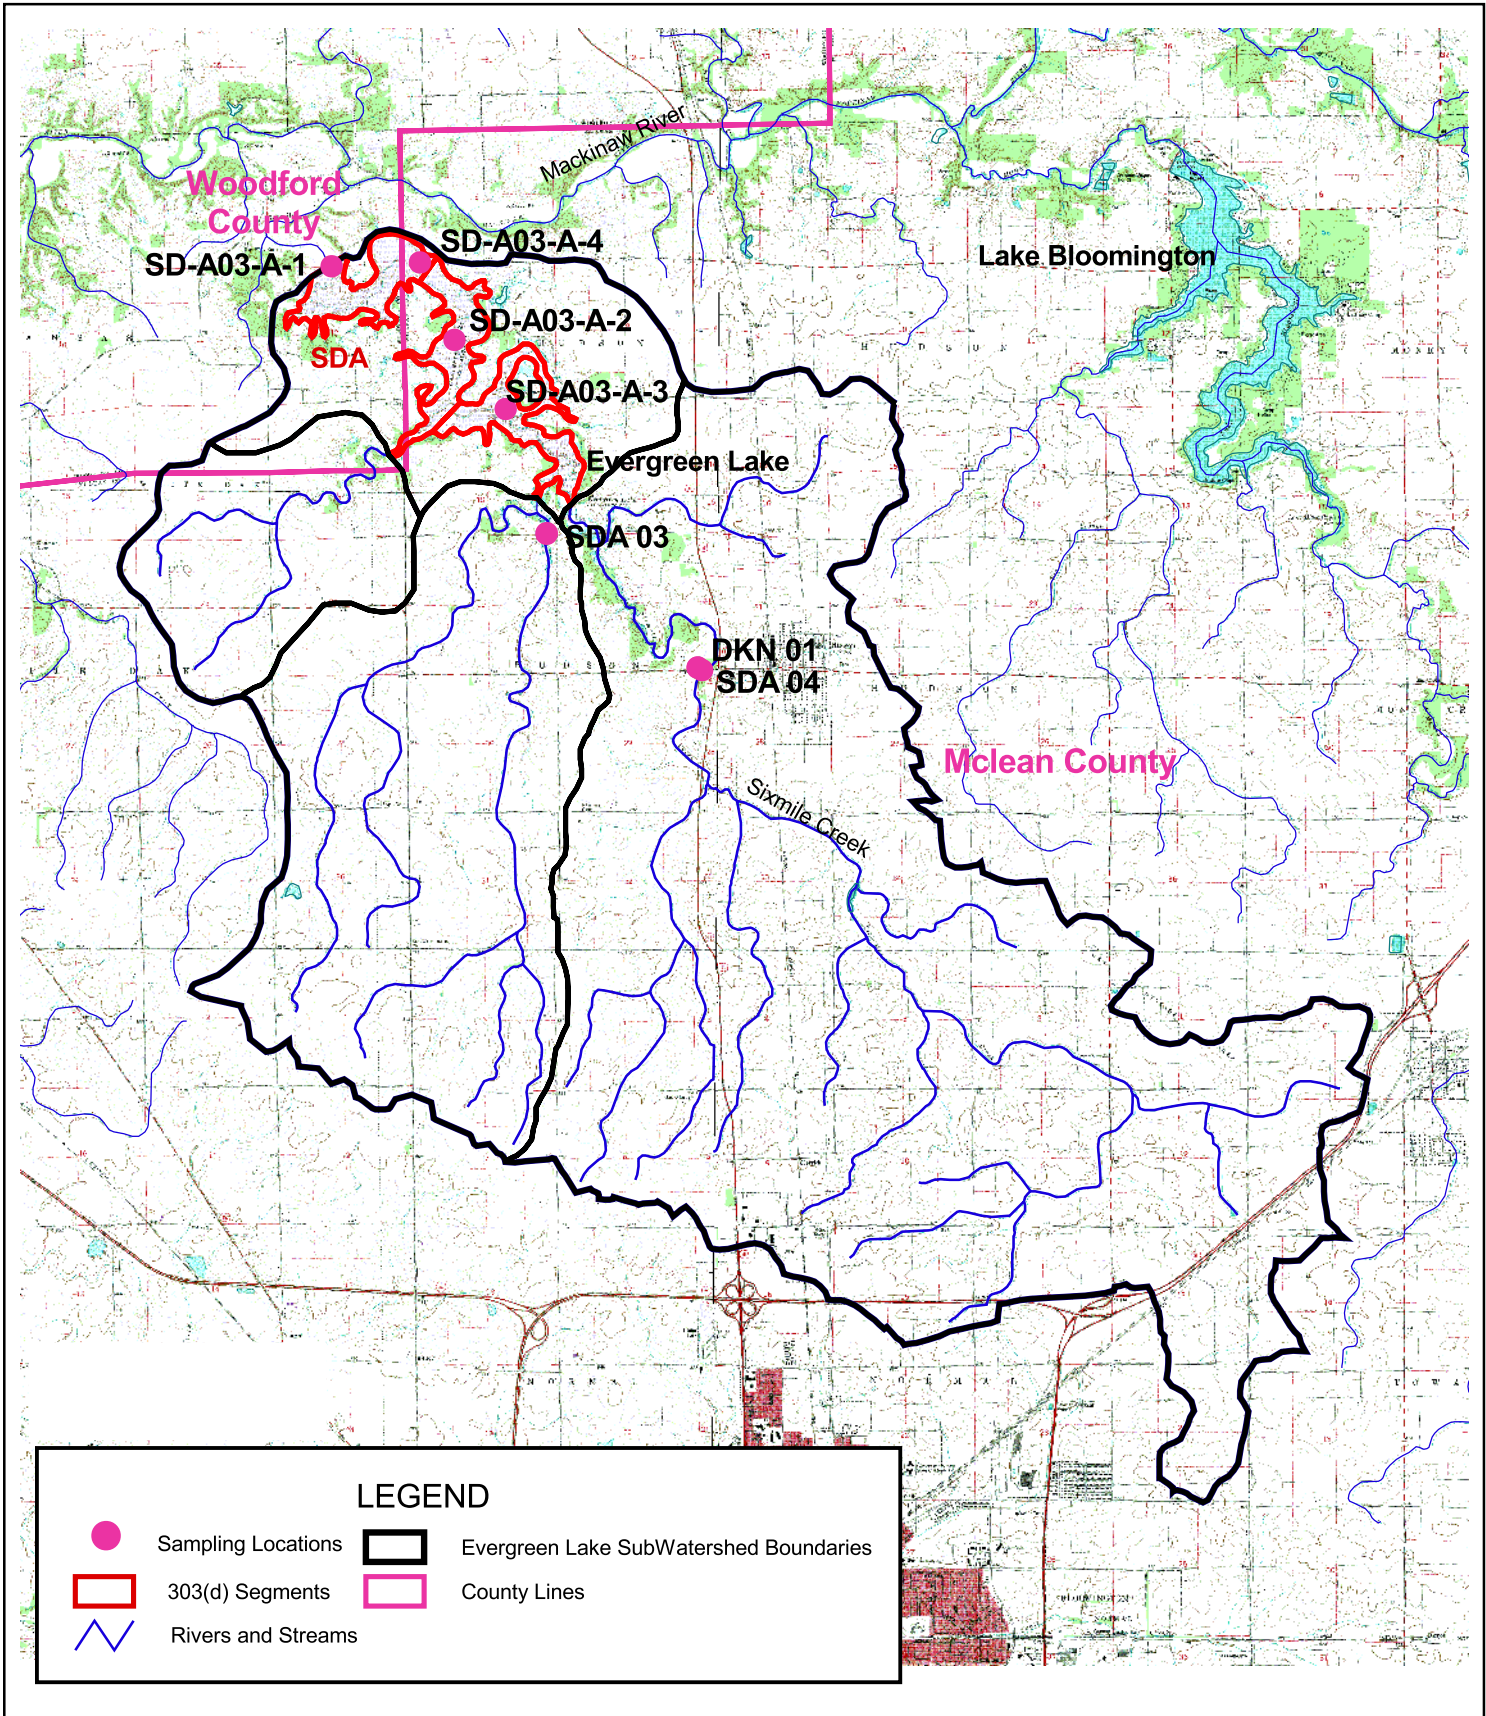 Mackinaw River
Woodford
County
SD-A03-A-4
SD-A03-A-1
Lake Bloomington
SD-A03-A-2
SDA
SD-A03-A-3
Evergreen Lake
SDA 03
DKN 01
SDA 04
HUDSON
Mclean County
Sixmile Creek
NORMAL
LEGEND
Sampling Locations
Evergreen Lake SubWatershed Boundaries
303(d) Segments
County Lines
Rivers and Streams